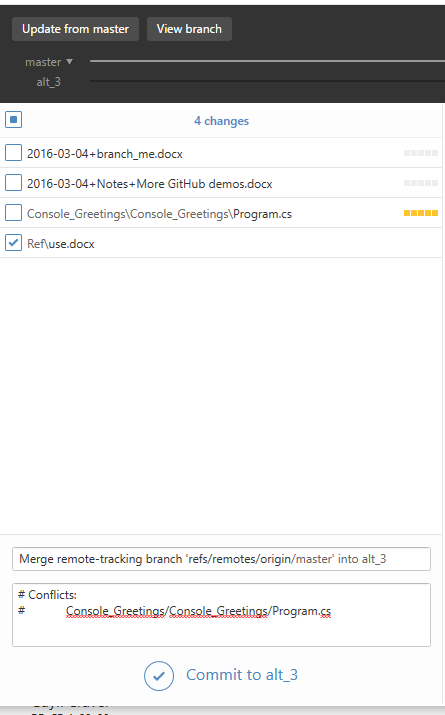 Update from master View branch
master
alt_3
4 changes
2016-03-04+branch_me.docx
2016-03-04+Notes+More GitHub demos.docx
Console_Greetings\Console_Greetings\Program.cs
Ref\use.docx
Merge remote-tracking branch 'refs/remotes/origin/master' into alt_3
# Conflicts:
# Console_Greetings/Console_Greetings/Program.cs
Commit to alt_3